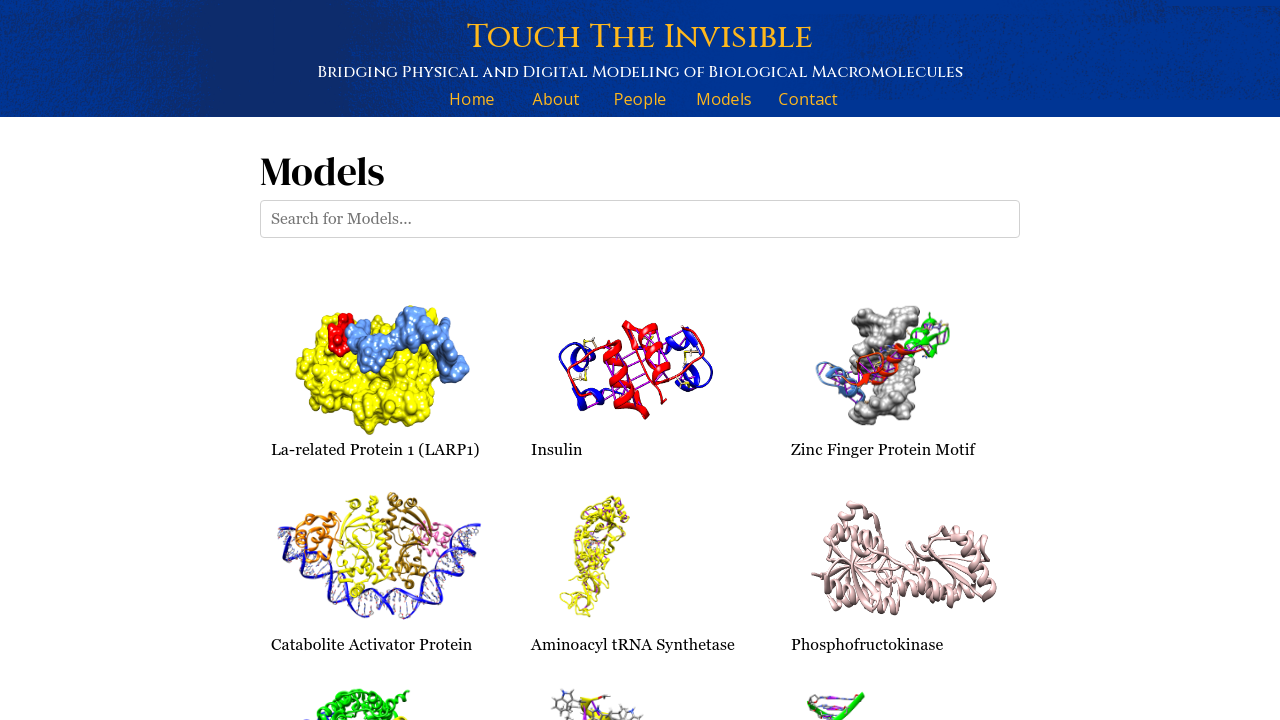 Touch The Invisible
Bridging Physical and Digital Modeling of Biological Macromolecules
Home About People Models Contact
Models
Search for Models...
La-related Protein 1 (LARP1) Insulin Zinc Finger Protein Motif
Catabolite Activator Protein Aminoacyl tRNA Synthetase Phosphofructokinase